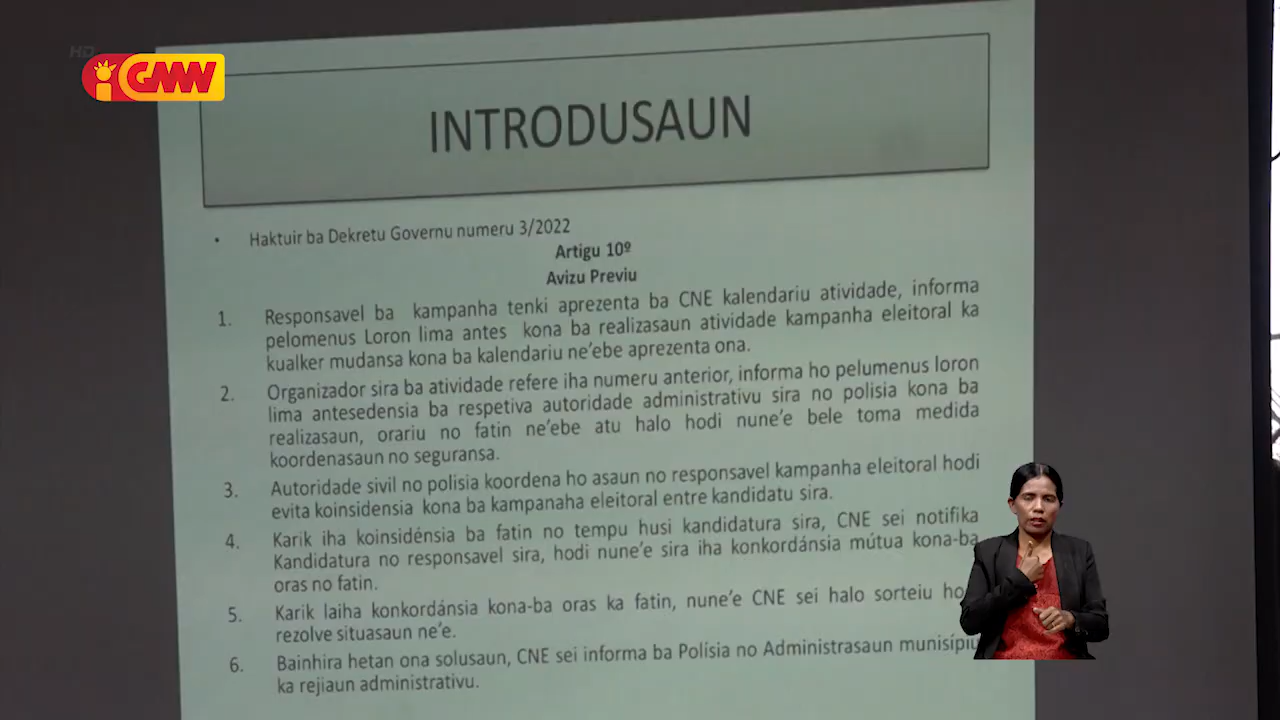 HD
GMW
INTRODUSAUN
• Haktuir ba Dekretu Governu numeru 3/2022
Artigu 10º
Avizu Previu
1. Responsavel ba kampanha tenki aprezenta ba CNE kalendariu atividade, informa
pelomenus Loron lima antes kona ba realizasaun atividade kampanha eleitoral ka
kualker mudansa kona ba kalendariu ne'ebe aprezenta ona.
2. Organizador sira ba atividade refere iha numeru anterior, informa ho pelumenus loron
lima antesedensia ba respetiva autoridade administrativu sira no polisia kona ba
realizasaun, orariu no fatin ne'ebe atu halo hodi nune'e bele toma medida
koordenasaun no seguransa.
3. Autoridade sivil no polisia koordena ho asaun no responsavel kampanha eleitoral hodi
evita koinsidensia kona ba kampanaha eleitoral entre kandidatu sira.
4. Karik iha koinsidénsia ba fatin no tempu husi kandidatura sira, CNE sei notifika
Kandidatura no responsavel sira, hodi nune'e sira iha konkordánsia mútua kona-ba
oras no fatin.
5. Karik laiha konkordánsia kona-ba oras ka fatin, nune'e CNE sei halo sorteiu
rezolve situasaun ne'e.
6. Bainhira hetan ona solusaun, CNE sei informa ba Polísia no Administrasaun munisípiu
ka rejiaun administrativu.